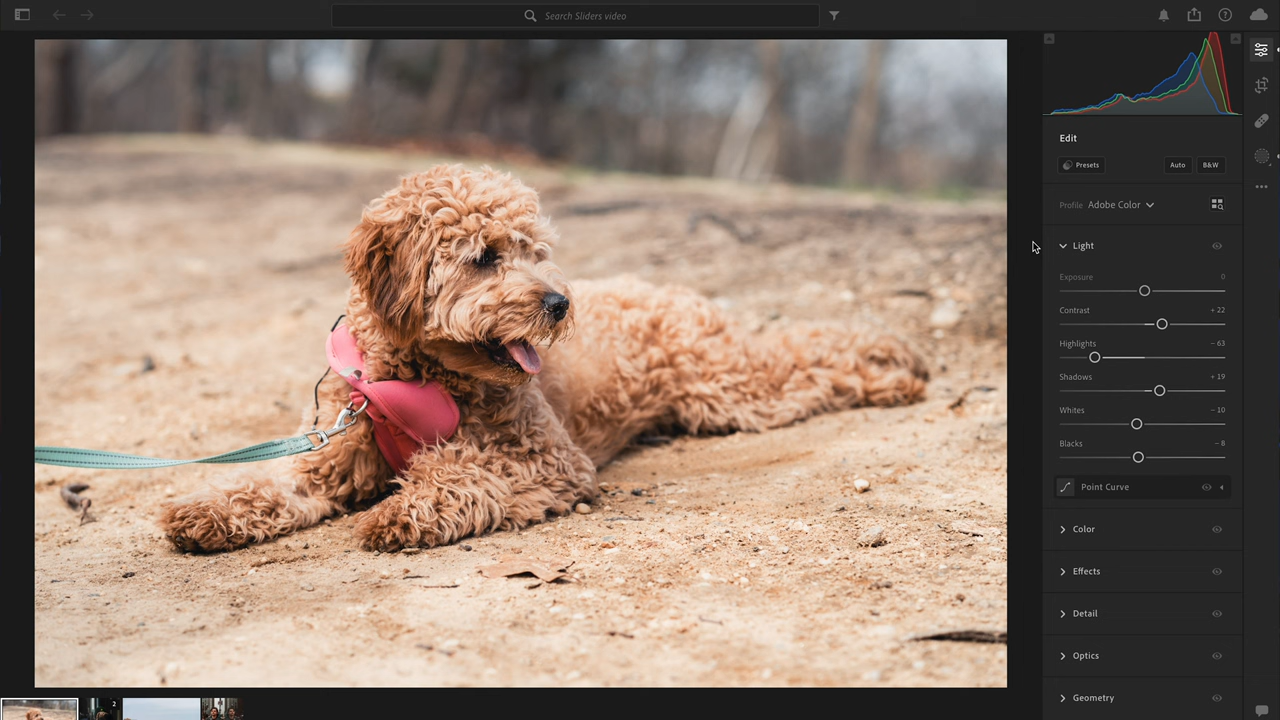 Search Sliders video
Edit
Presets
Auto
B&W
Profile Adobe Color
Light
Exposure 0
Contrast + 22
Highlights − 63
Shadows + 19
Whites − 10
Blacks − 8
Point Curve
Color
Effects
Detail
Optics
Geometry
2